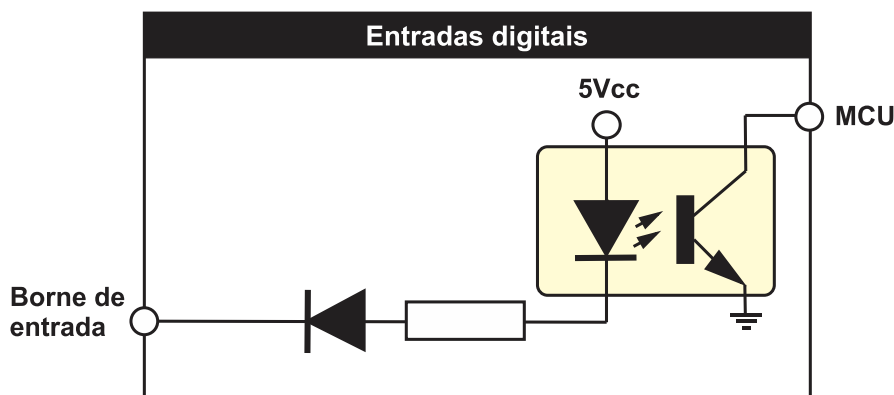 Entradas digitais
5Vcc
MCU
Borne de
entrada